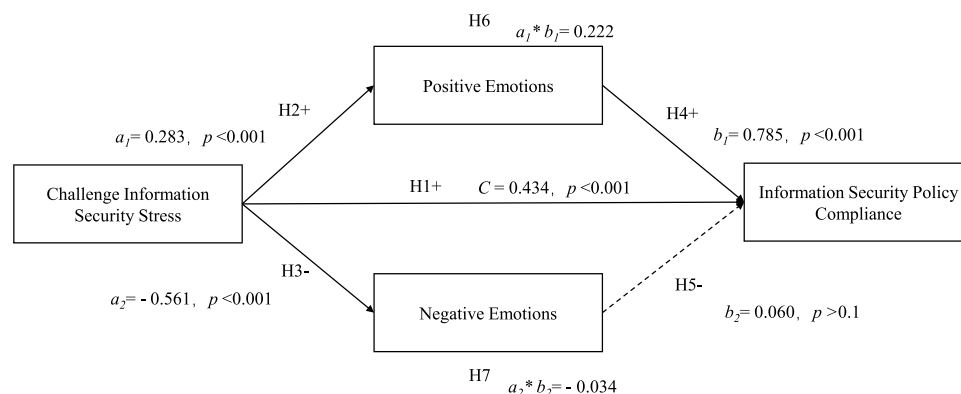 H6
a1* b1= 0.222
Positive Emotions
H2+
H4+
a1= 0.283, p <0.001
b1= 0.785, p <0.001
Challenge Information
Security Stress
H1+ C = 0.434, p <0.001
Information Security Policy
Compliance
H3-
H5-
a2= - 0.561, p <0.001
b2= 0.060, p >0.1
Negative Emotions
H7
a2* b2= - 0.034